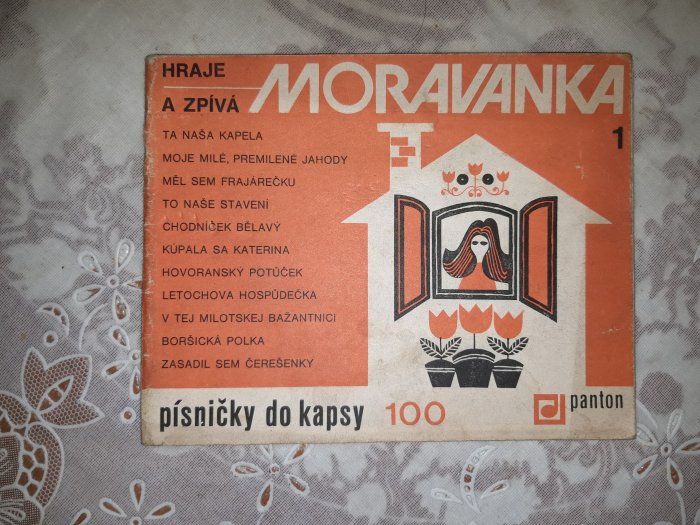 HRAJE
A ZPÍVÁ
MORAVANKA
1
TA NAŠA KAPELA
MOJE MILÉ, PREMILENÉ JAHODY
MĚL SEM FRAJÁREČKU
TO NAŠE STAVENÍ
CHODNÍČEK BĚLAVÝ
KÚPALA SA KATERINA
HOVORANSKÝ POTŮČEK
LETOCHOVA HOSPŮDEČKA
V TEJ MILOTSKEJ BAŽANTNICI
BORŠICKÁ POLKA
ZASADIL SEM ČEREŠENKY
písničky do kapsy 100
panton